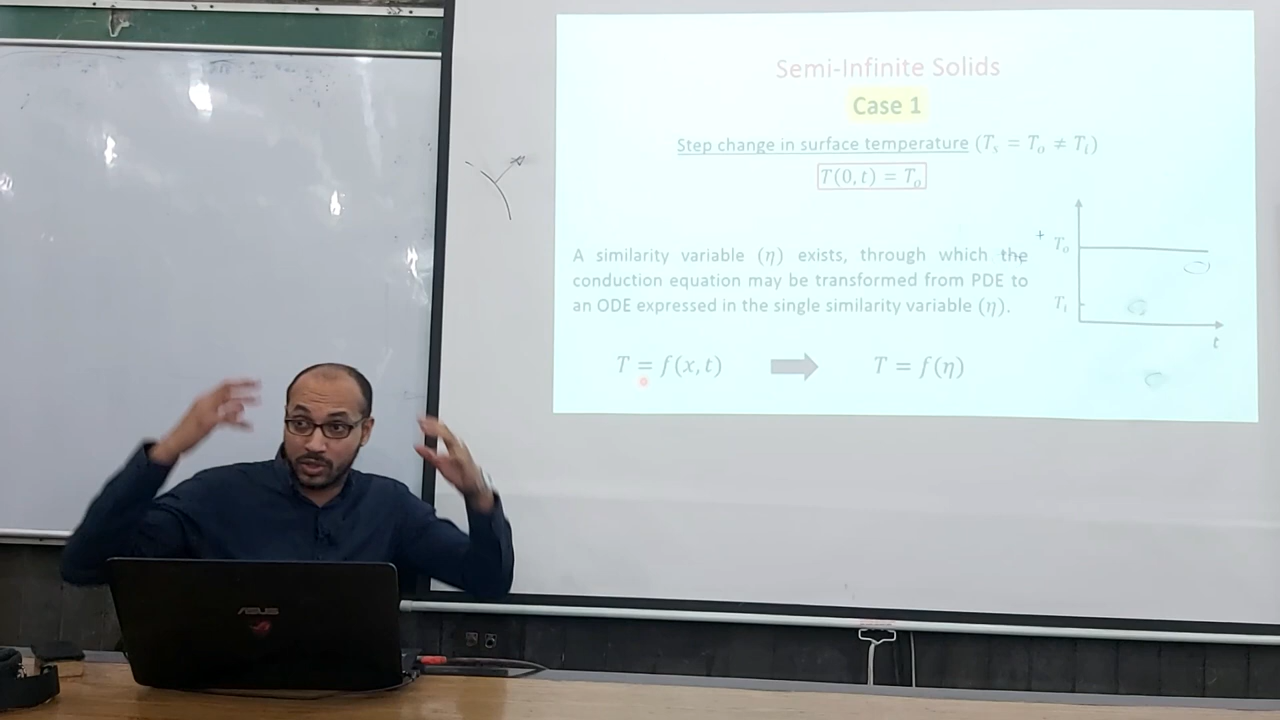 Semi-Infinite Solids
Case 1
Step change in surface temperature (Tₛ = Tₒ ≠ Tᵢ)
T(0, t) = Tₒ
A similarity variable (η) exists, through which the
conduction equation may be transformed from PDE to
an ODE expressed in the single similarity variable (η).
T = f(x, t)
T = f(η)
Tₒ
Tᵢ
t
ASUS